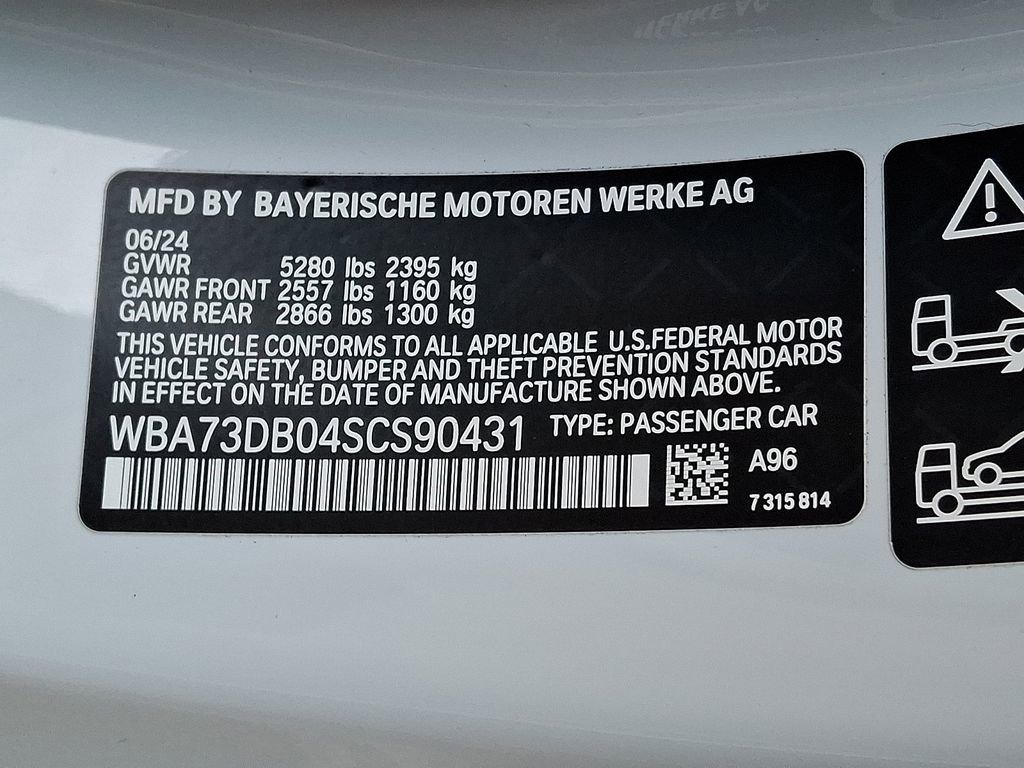 MFD BY BAYERISCHE MOTOREN WERKE AG
06/24
GVWR 5280 lbs 2395 kg
GAWR FRONT 2557 lbs 1160 kg
GAWR REAR 2866 lbs 1300 kg
THIS VEHICLE CONFORMS TO ALL APPLICABLE U.S.FEDERAL MOTOR
VEHICLE SAFETY, BUMPER AND THEFT PREVENTION STANDARDS
IN EFFECT ON THE DATE OF MANUFACTURE SHOWN ABOVE.
WBA73DB04SCS90431 TYPE: PASSENGER CAR
A96
7 315 814